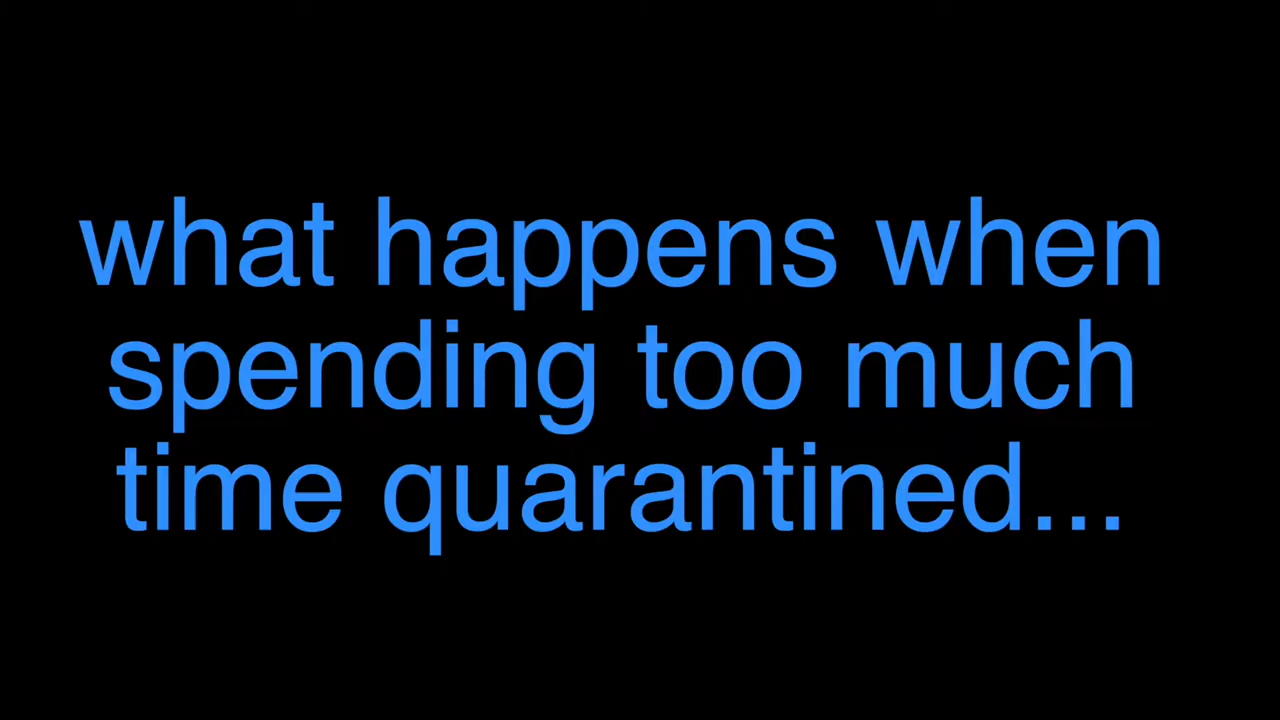 what happens when
spending too much
time quarantined...